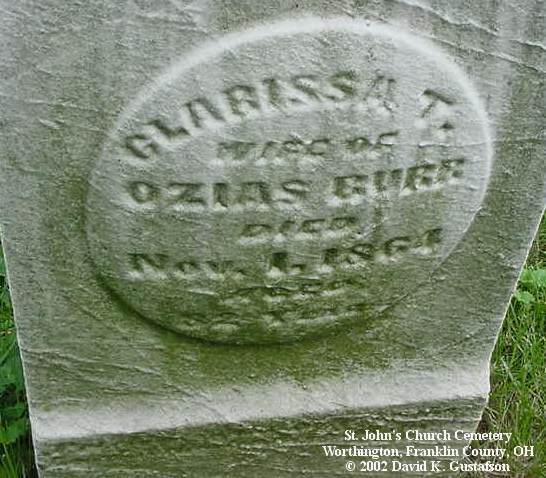 CLARISSA T.
WIFE OF
OZIAS BURR
DIED
Nov. 1, 1864
AGED
St. John's Church Cemetery
Worthington, Franklin County, OH
© 2002 David K. Gustafson